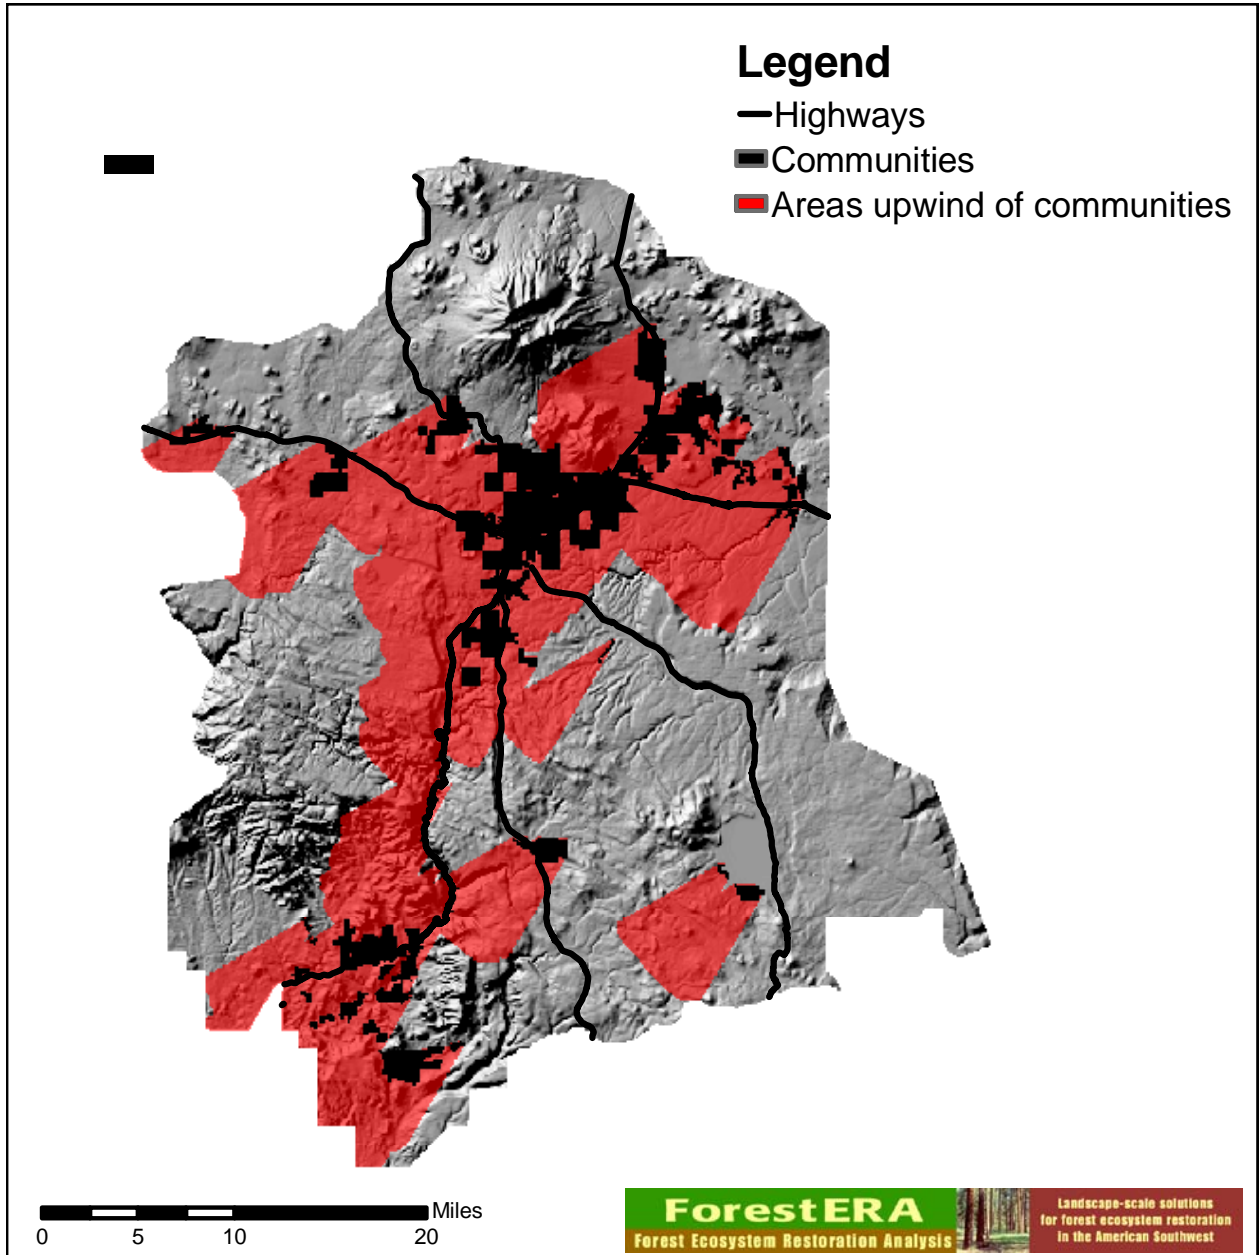 Legend
Highways
Communities
Areas upwind of communities
Miles
0 5 10 20
ForestERA
Forest Ecosystem Restoration Analysis
Landscape-scale solutions
for forest ecosystem restoration
in the American Southwest